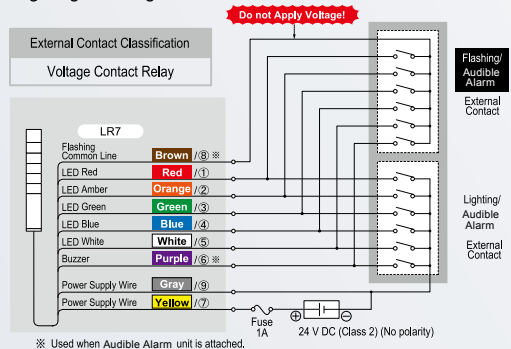 Do not Apply Voltage!
External Contact Classification
Voltage Contact Relay
Flashing/
Audible
Alarm
External
Contact
LR7
Flashing
Common Line Brown /⑧ ※
LED Red Red /①
LED Amber Orange /②
LED Green Green /③
LED Blue Blue /④
LED White White /⑤
Buzzer Purple /⑥ ※
Power Supply Wire Gray /⑨
Power Supply Wire Yellow /⑦
Lighting/
Audible
Alarm
External
Contact
Fuse
1A
⊕ ⊖
24 V DC (Class 2) (No polarity)
※ Used when Audible Alarm unit is attached.